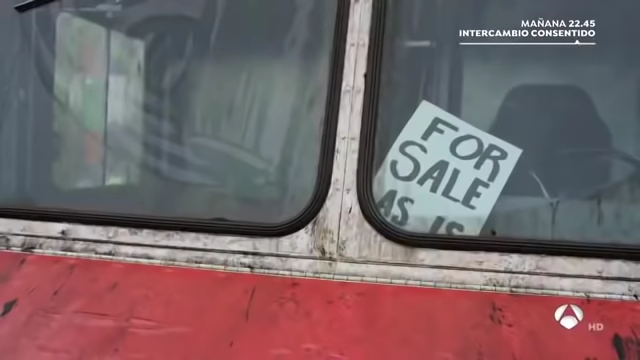 MAÑANA 22.45
INTERCAMBIO CONSENTIDO
FOR
SALE
AS IS
HD